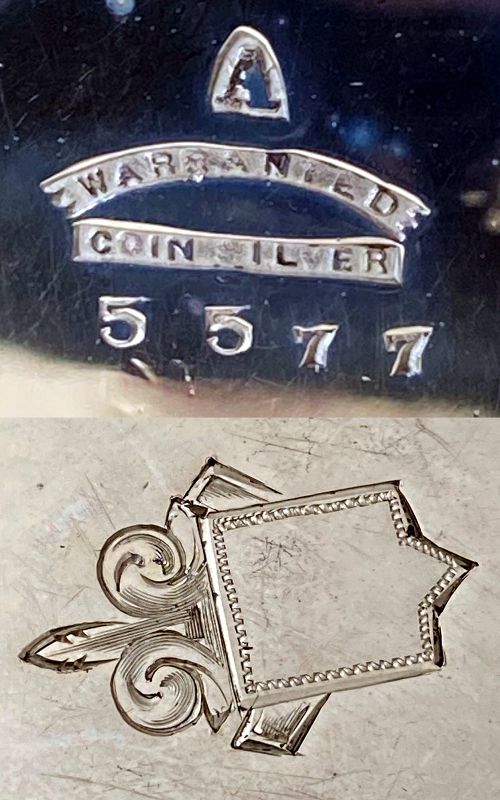 A
WARRANTED
COIN SILVER
5577